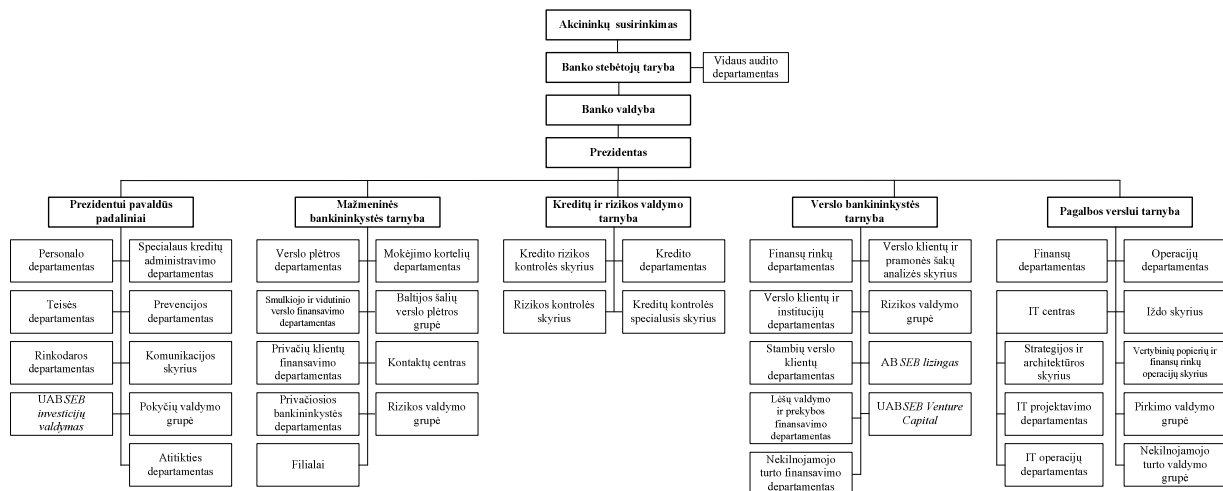 Akcininkų susirinkimas
Banko stebėtojų taryba
Vidaus audito
departamentas
Banko valdyba
Prezidentas
Prezidentui pavaldūs
padaliniai
Personalo
departamentas
Specialaus kreditų
administravimo
departamentas
Teisės
departamentas
Prevencijos
departamentas
Rinkodaros
departamentas
Komunikacijos
skyrius
UAB SEB
investicijų
valdymas
Pokyčių valdymo
grupė
Atitikties
departamentas
Mažmeninės
bankininkystės tarnyba
Verslo plėtros
departamentas
Mokėjimo kortelių
departamentas
Smulkiojo ir vidutinio
verslo finansavimo
departamentas
Baltijos šalių
verslo plėtros
grupė
Privačių klientų
finansavimo
departamentas
Kontaktų centras
Privačiosios
bankininkystės
departamentas
Rizikos valdymo
grupė
Filialai
Kreditų ir rizikos valdymo
tarnyba
Kredito rizikos
kontrolės skyrius
Kredito
departamentas
Rizikos kontrolės
skyrius
Kreditų kontrolės
specialusis skyrius
Verslo bankininkystės
tarnyba
Finansų rinkų
departamentas
Verslo klientų ir
pramonės šakų
analizės skyrius
Verslo klientų ir
institucijų
departamentas
Rizikos valdymo
grupė
Stambių verslo
klientų
departamentas
AB SEB lizingas
Lėšų valdymo
ir prekybos
finansavimo
departamentas
UAB SEB Venture
Capital
Nekilnojamojo
turto finansavimo
departamentas
Pagalbos verslui tarnyba
Finansų
departamentas
Operacijų
departamentas
IT centras
Iždo skyrius
Strategijos ir
architektūros
skyrius
Vertybinių popierių ir
finansų rinkų
operacijų skyrius
IT projektavimo
departamentas
Pirkimo valdymo
grupė
IT operacijų
departamentas
Nekilnojamojo
turto valdymo
grupė